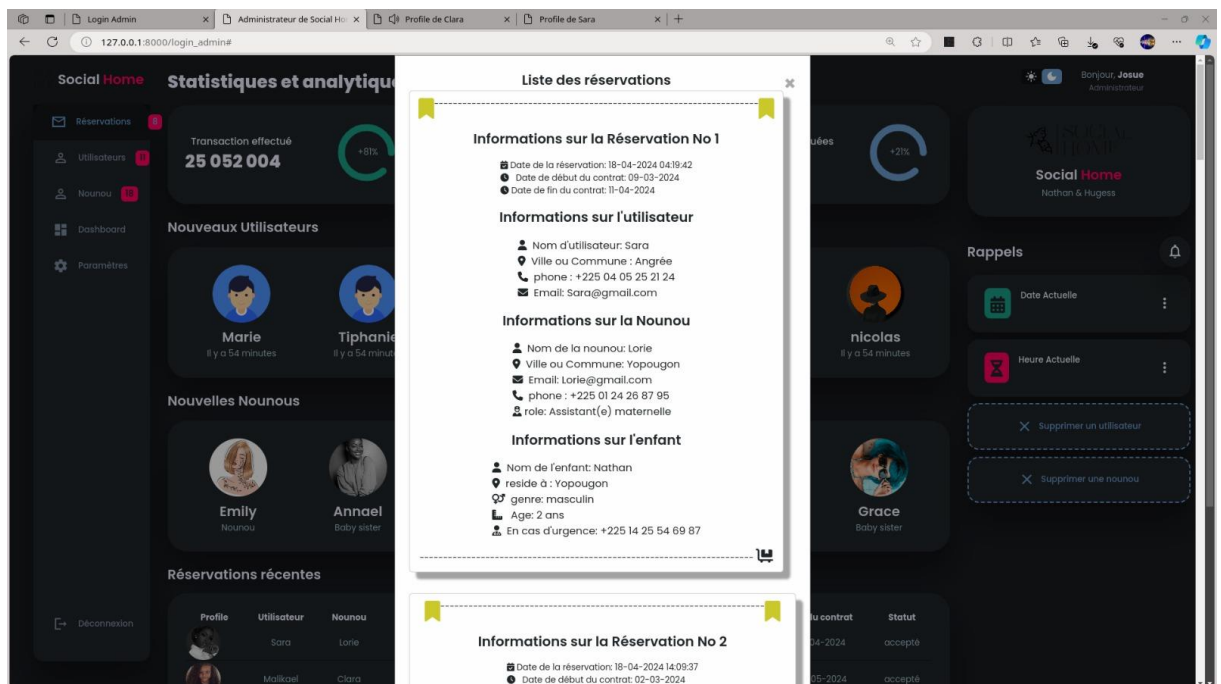 Login Admin
Administrateur de Social Ho
Profile de Clara
Profile de Sara
127.0.0.1:8000/login_admin#
Social Home
Statistiques et analytique
Liste des réservations
Bonjour, Josue
Administrateur
Réservations
Utilisateurs
Nounou
Dashboard
Paramètres
Déconnexion
Transaction effectué
25 052 004
+81%
uées
+21%
Nouveaux Utilisateurs
Marie
Il y a 54 minutes
Tiphanie
Il y a 54 minut
nicolas
Il y a 54 minutes
Nouvelles Nounous
Emily
Nounou
Annael
Baby sister
Grace
Baby sister
Réservations récentes
Profile Utilisateur Nounou
du contrat Statut
Sara Lorie
04-2024 accepté
Malikael Clara
05-2024 accepté
Informations sur la Réservation No 1
Date de la réservation: 18-04-2024 04:19:42
Date de début du contrat: 09-03-2024
Date de fin du contrat: 11-04-2024
Informations sur l'utilisateur
Nom d'utilisateur: Sara
Ville ou Commune : Angrée
phone : +225 04 05 25 21 24
Email: Sara@gmail.com
Informations sur la Nounou
Nom de la nounou: Lorie
Ville ou Commune: Yopougon
Email: Lorie@gmail.com
phone : +225 01 24 26 87 95
role: Assistant(e) maternelle
Informations sur l'enfant
Nom de l'enfant: Nathan
reside à : Yopougon
genre: masculin
Age: 2 ans
En cas d'urgence: +225 14 25 54 69 87
Informations sur la Réservation No 2
Date de la réservation: 18-04-2024 14:09:37
Date de début du contrat: 02-03-2024
Social Home
Nathan & Hugess
Rappels
Date Actuelle
Heure Actuelle
Supprimer un utilisateur
Supprimer une nounou